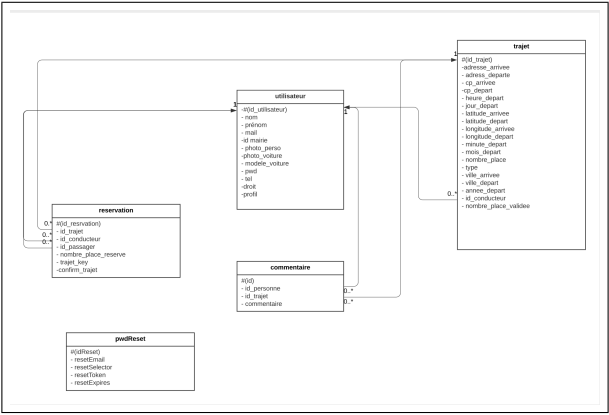 trajet
1
#(id_trajet)
-adresse_arrivee
- adress_departe
- cp_arrivee
-cp_depart
- heure_depart
- jour_depart
- latitude_arrivee
- latitude_depart
- longitude_arrivee
- longitude_depart
- minute_depart
- mois_depart
- nombre_place
- type
- ville_arrivee
- ville_depart
- annee_depart
- id_conducteur
- nombre_place_validee
0..*
utilisateur
1
1
-#(id_utilisateur)
- nom
- prénom
- mail
-id mairie
- photo_perso
-photo_voiture
- modele_voiture
- pwd
- tel
-droit
-profil
reservation
0.*
0..*
0..*
#(id_resrvation)
- id_trajet
- id_conducteur
- id_passager
- nombre_place_reserve
- trajet_key
-confirm_trajet
commentaire
#(id)
- id_personne
- id_trajet
- commentaire
0..*
0..*
pwdReset
#(idReset)
- resetEmail
- resetSelector
- resetToken
- resetExpires